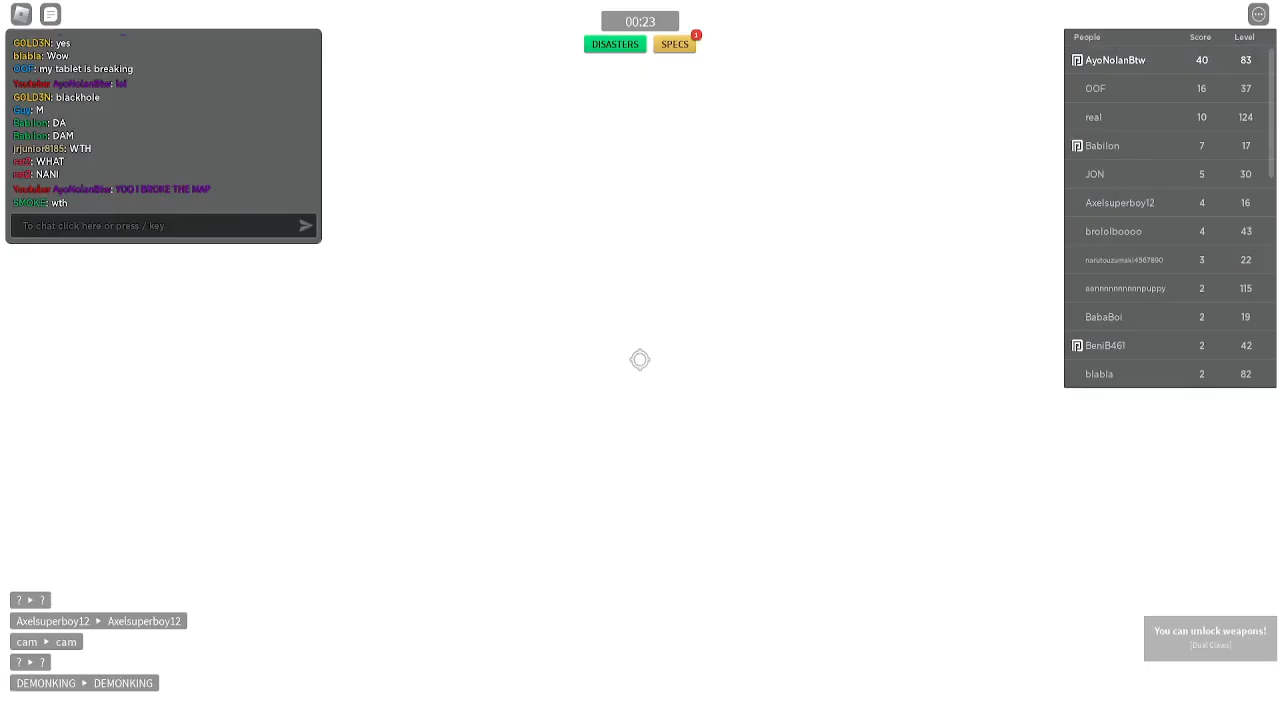 00:23
DISASTERS SPECS 1
G0LD3N: yes
blabla: Wow
OOF: my tablet is breaking
Youtuber AyoNolanBtw: lol
G0LD3N: blackhole
Guy: M
Babilon: DA
Babilon: DAM
jrjunior8185: WTH
: WHAT
: NANI
Youtuber AyoNolanBtw: YOO I BROKE THE MAP
SMOKE: wth
To chat click here or press / key
People Score Level
AyoNolanBtw 40 83
OOF 16 37
real 10 124
Babilon 7 17
JON 5 30
Axelsuperboy12 4 16
brololboooo 4 43
narutouzumaki4567890 3 22
aannnnnnnnnpuppy 2 115
BabaBoi 2 19
BeniB461 2 42
blabla 2 82
? ▸ ?
Axelsuperboy12 ▸ Axelsuperboy12
cam ▸ cam
? ▸ ?
DEMONKING ▸ DEMONKING
You can unlock weapons!
[Dual Claws]